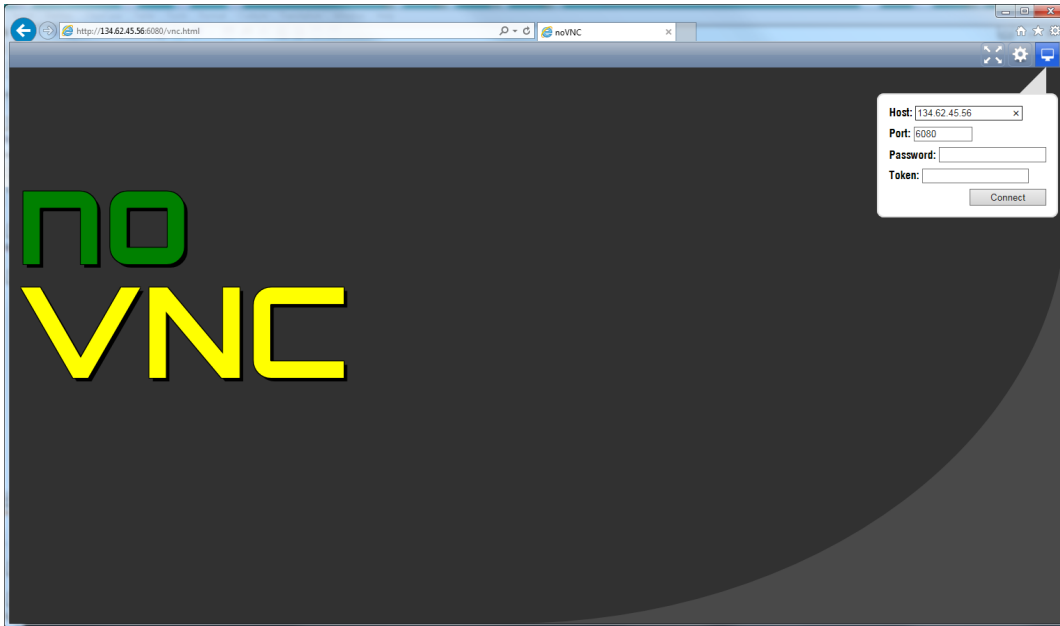 http://134.62.45.56:6080/vnc.html
noVNC
Host: 134.62.45.56
Port: 6080
Password:
Token:
Connect
no
VNC